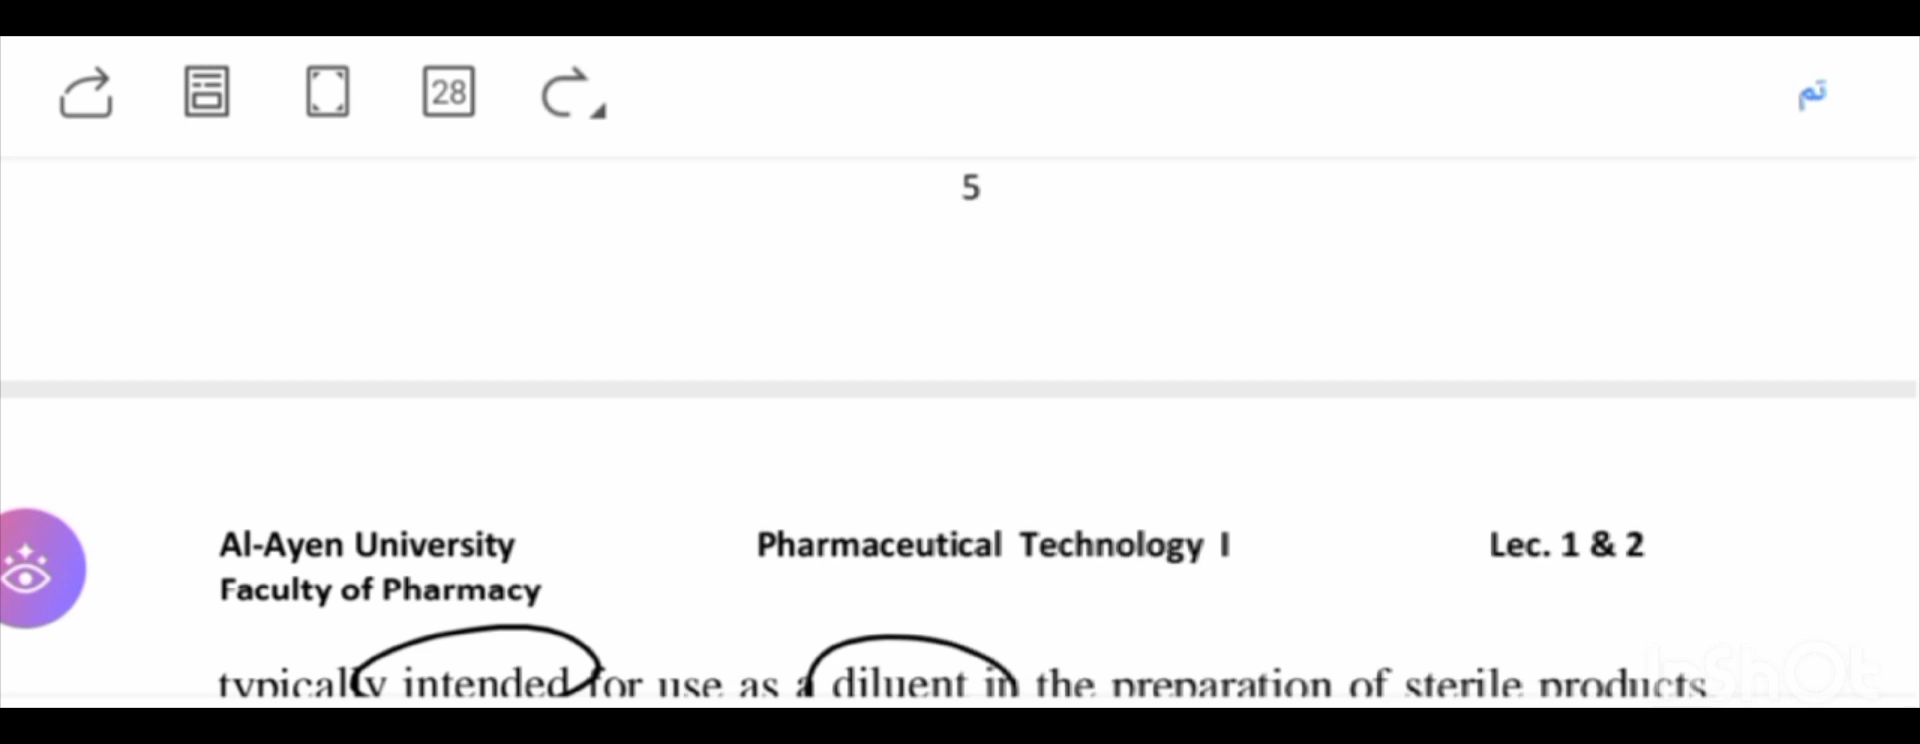 28
تم
5
Al-Ayen University Pharmaceutical Technology I Lec. 1 & 2
Faculty of Pharmacy
typically intended for use as a diluent in the preparation of sterile products
InShOt